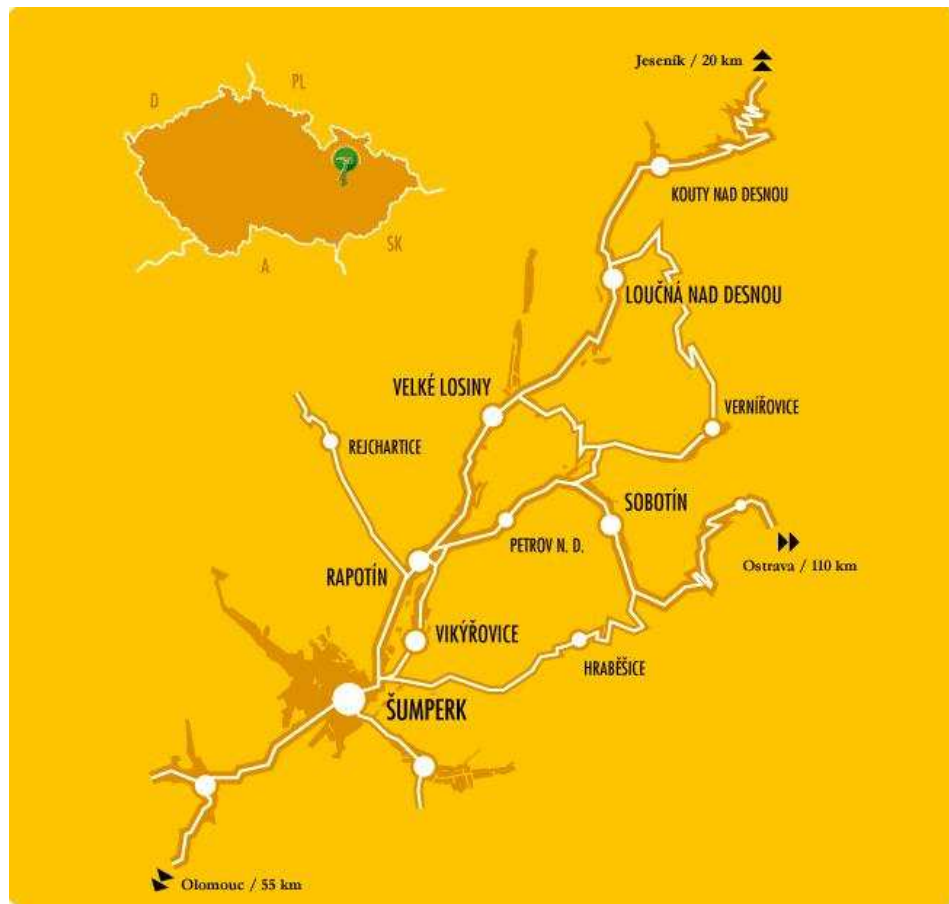 Jeseník / 20 km
PL
D
KOUTY NAD DESNOU
SK
A
LOUČNÁ NAD DESNOU
VELKÉ LOSINY
VERNÍŘOVICE
REJCHARTICE
SOBOTÍN
PETROV N. D.
Ostrava / 110 km
RAPOTÍN
VIKÝŘOVICE
HRABĚŠICE
ŠUMPERK
Olomouc / 55 km